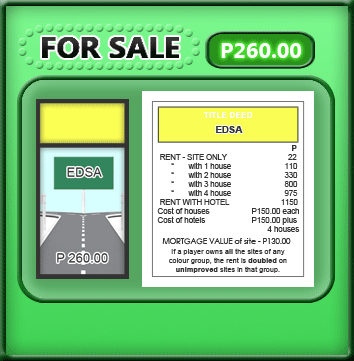 FOR SALE
P260.00
EDSA
P 260.00
TITLE DEED
EDSA
P
RENT - SITE ONLY 22
" with 1 house 110
" with 2 house 330
" with 3 house 800
" with 4 house 975
RENT WITH HOTEL 1150
Cost of houses P150.00 each
Cost of hotels P150.00 plus
4 houses
MORTGAGE VALUE of site - P130.00
If a player owns all the sites of any
colour group, the rent is doubled on
unimproved sites in that group.